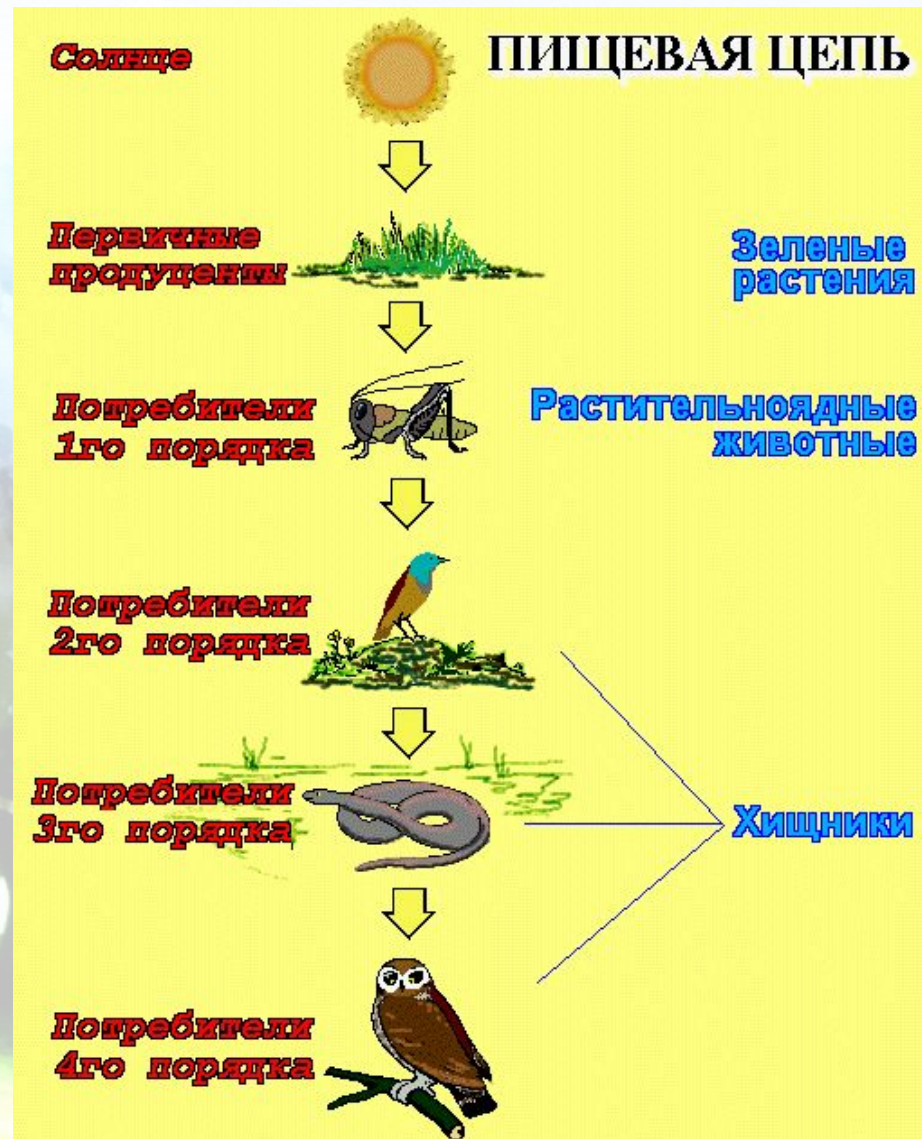 Солнце
ПИЩЕВАЯ ЦЕПЬ
Первичные
продуценты
Зеленые
растения
Потребители
1го порядка
Растительноядные
животные
Потребители
2го порядка
Потребители
3го порядка
Хищники
Потребители
4го порядка